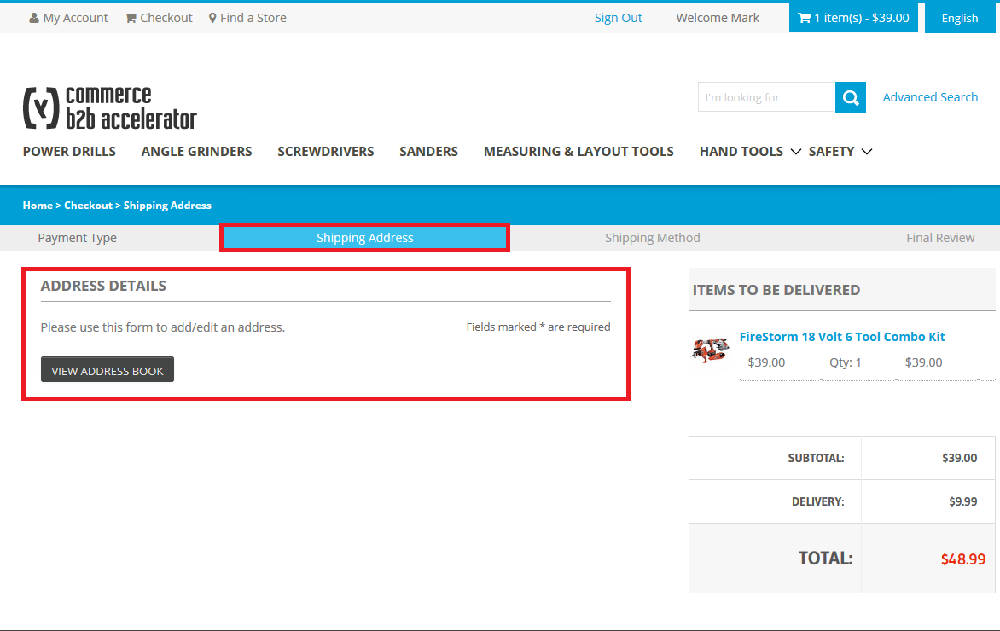 My Account Checkout Find a Store Sign Out Welcome Mark 1 item(s) - $39.00 English
commerce
b2b accelerator
I'm looking for Advanced Search
POWER DRILLS ANGLE GRINDERS SCREWDRIVERS SANDERS MEASURING & LAYOUT TOOLS HAND TOOLS SAFETY
Home > Checkout > Shipping Address
Payment Type Shipping Address Shipping Method Final Review
ADDRESS DETAILS
Please use this form to add/edit an address. Fields marked * are required
VIEW ADDRESS BOOK
ITEMS TO BE DELIVERED
FireStorm 18 Volt 6 Tool Combo Kit
$39.00 Qty: 1 $39.00
SUBTOTAL: $39.00
DELIVERY: $9.99
TOTAL: $48.99